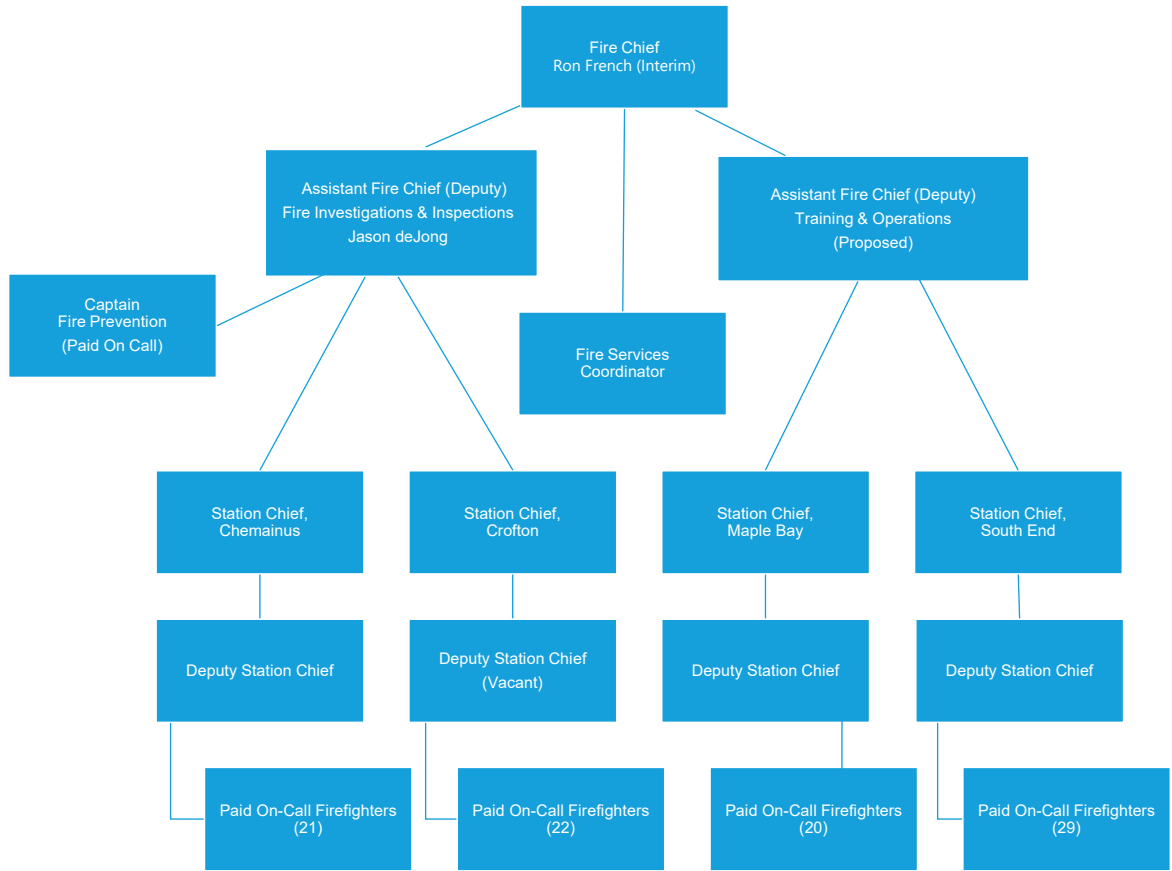 Fire Chief
Ron French (Interim)
Assistant Fire Chief (Deputy)
Fire Investigations & Inspections
Jason deJong
Assistant Fire Chief (Deputy)
Training & Operations
(Proposed)
Captain
Fire Prevention
(Paid On Call)
Fire Services
Coordinator
Station Chief,
Chemainus
Station Chief,
Crofton
Station Chief,
Maple Bay
Station Chief,
South End
Deputy Station Chief
Deputy Station Chief
(Vacant)
Deputy Station Chief
Deputy Station Chief
Paid On-Call Firefighters
(21)
Paid On-Call Firefighters
(22)
Paid On-Call Firefighters
(20)
Paid On-Call Firefighters
(29)